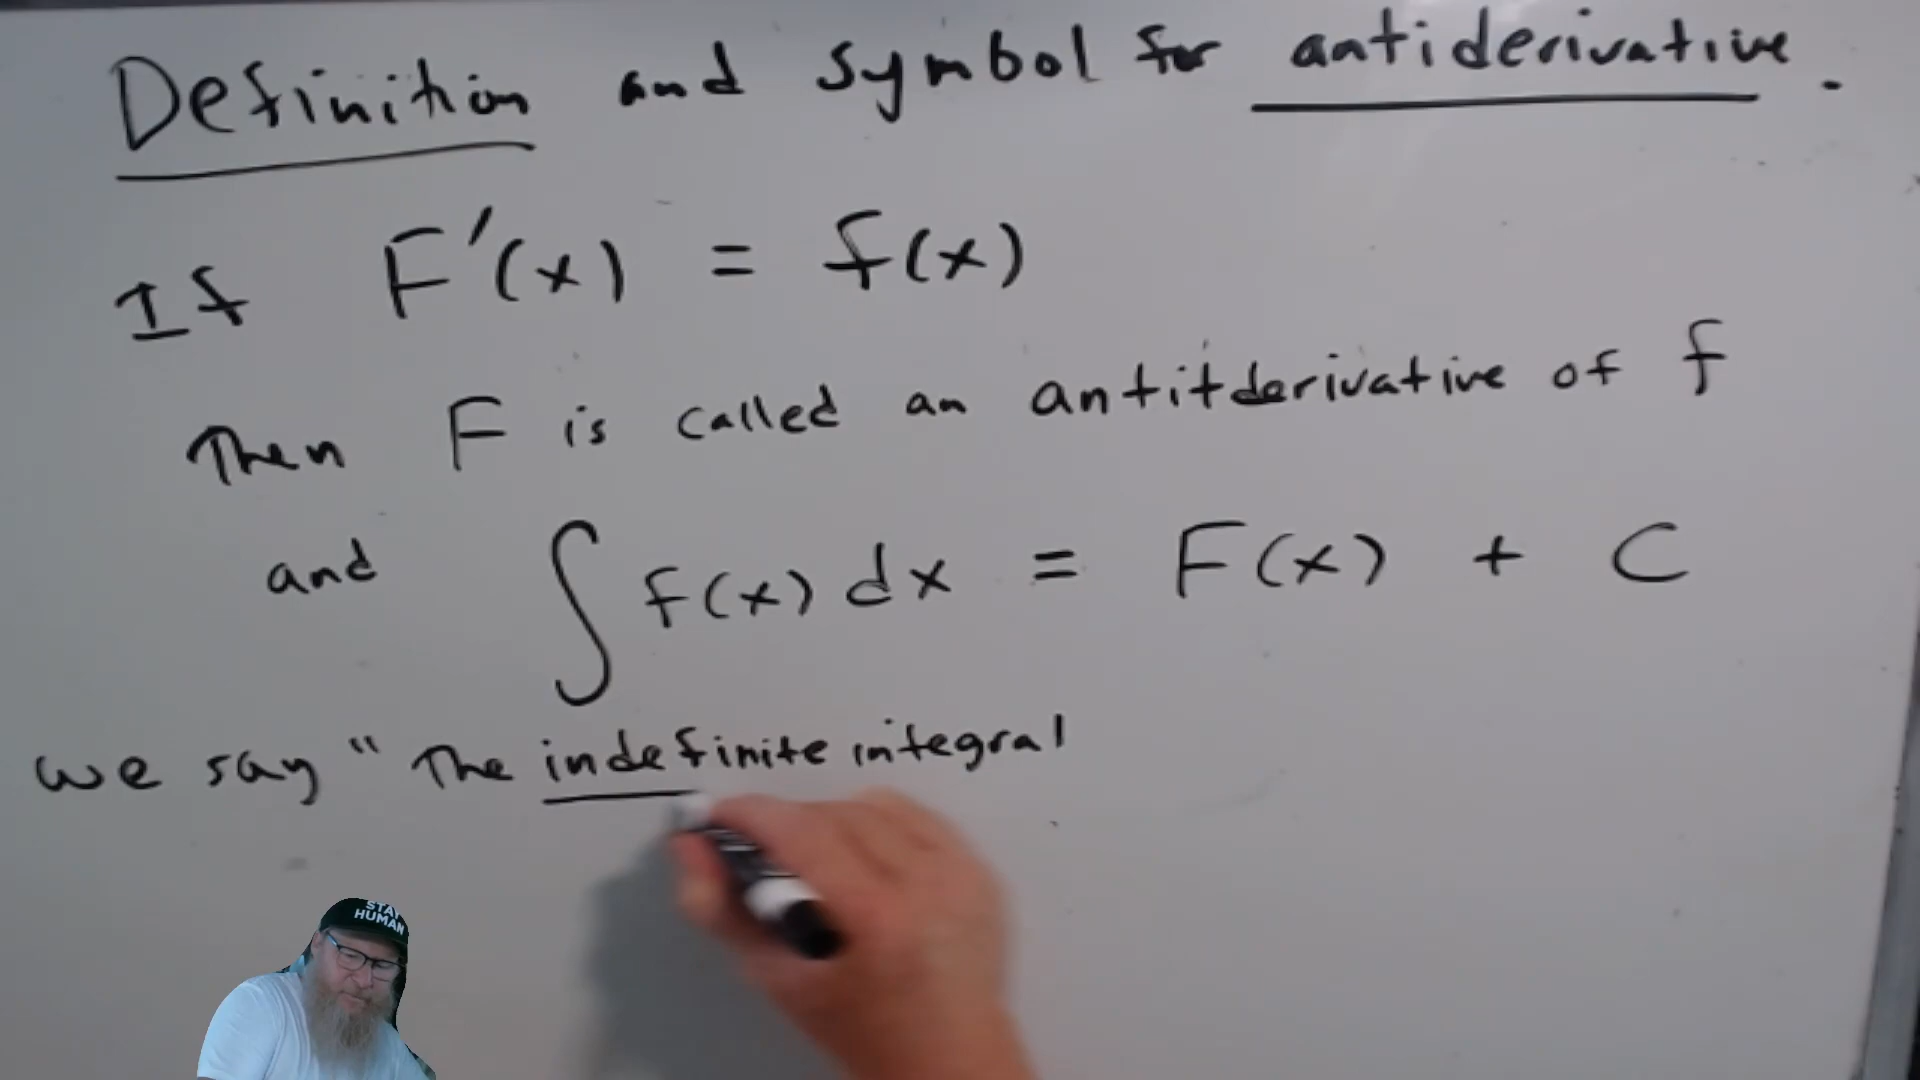 Definition and symbol for antiderivative.
If F'(x) = f(x)
Then F is called an antitderivative of f
and ∫ f(x) dx = F(x) + C
we say " The indefinite integral
STAY
HUMAN